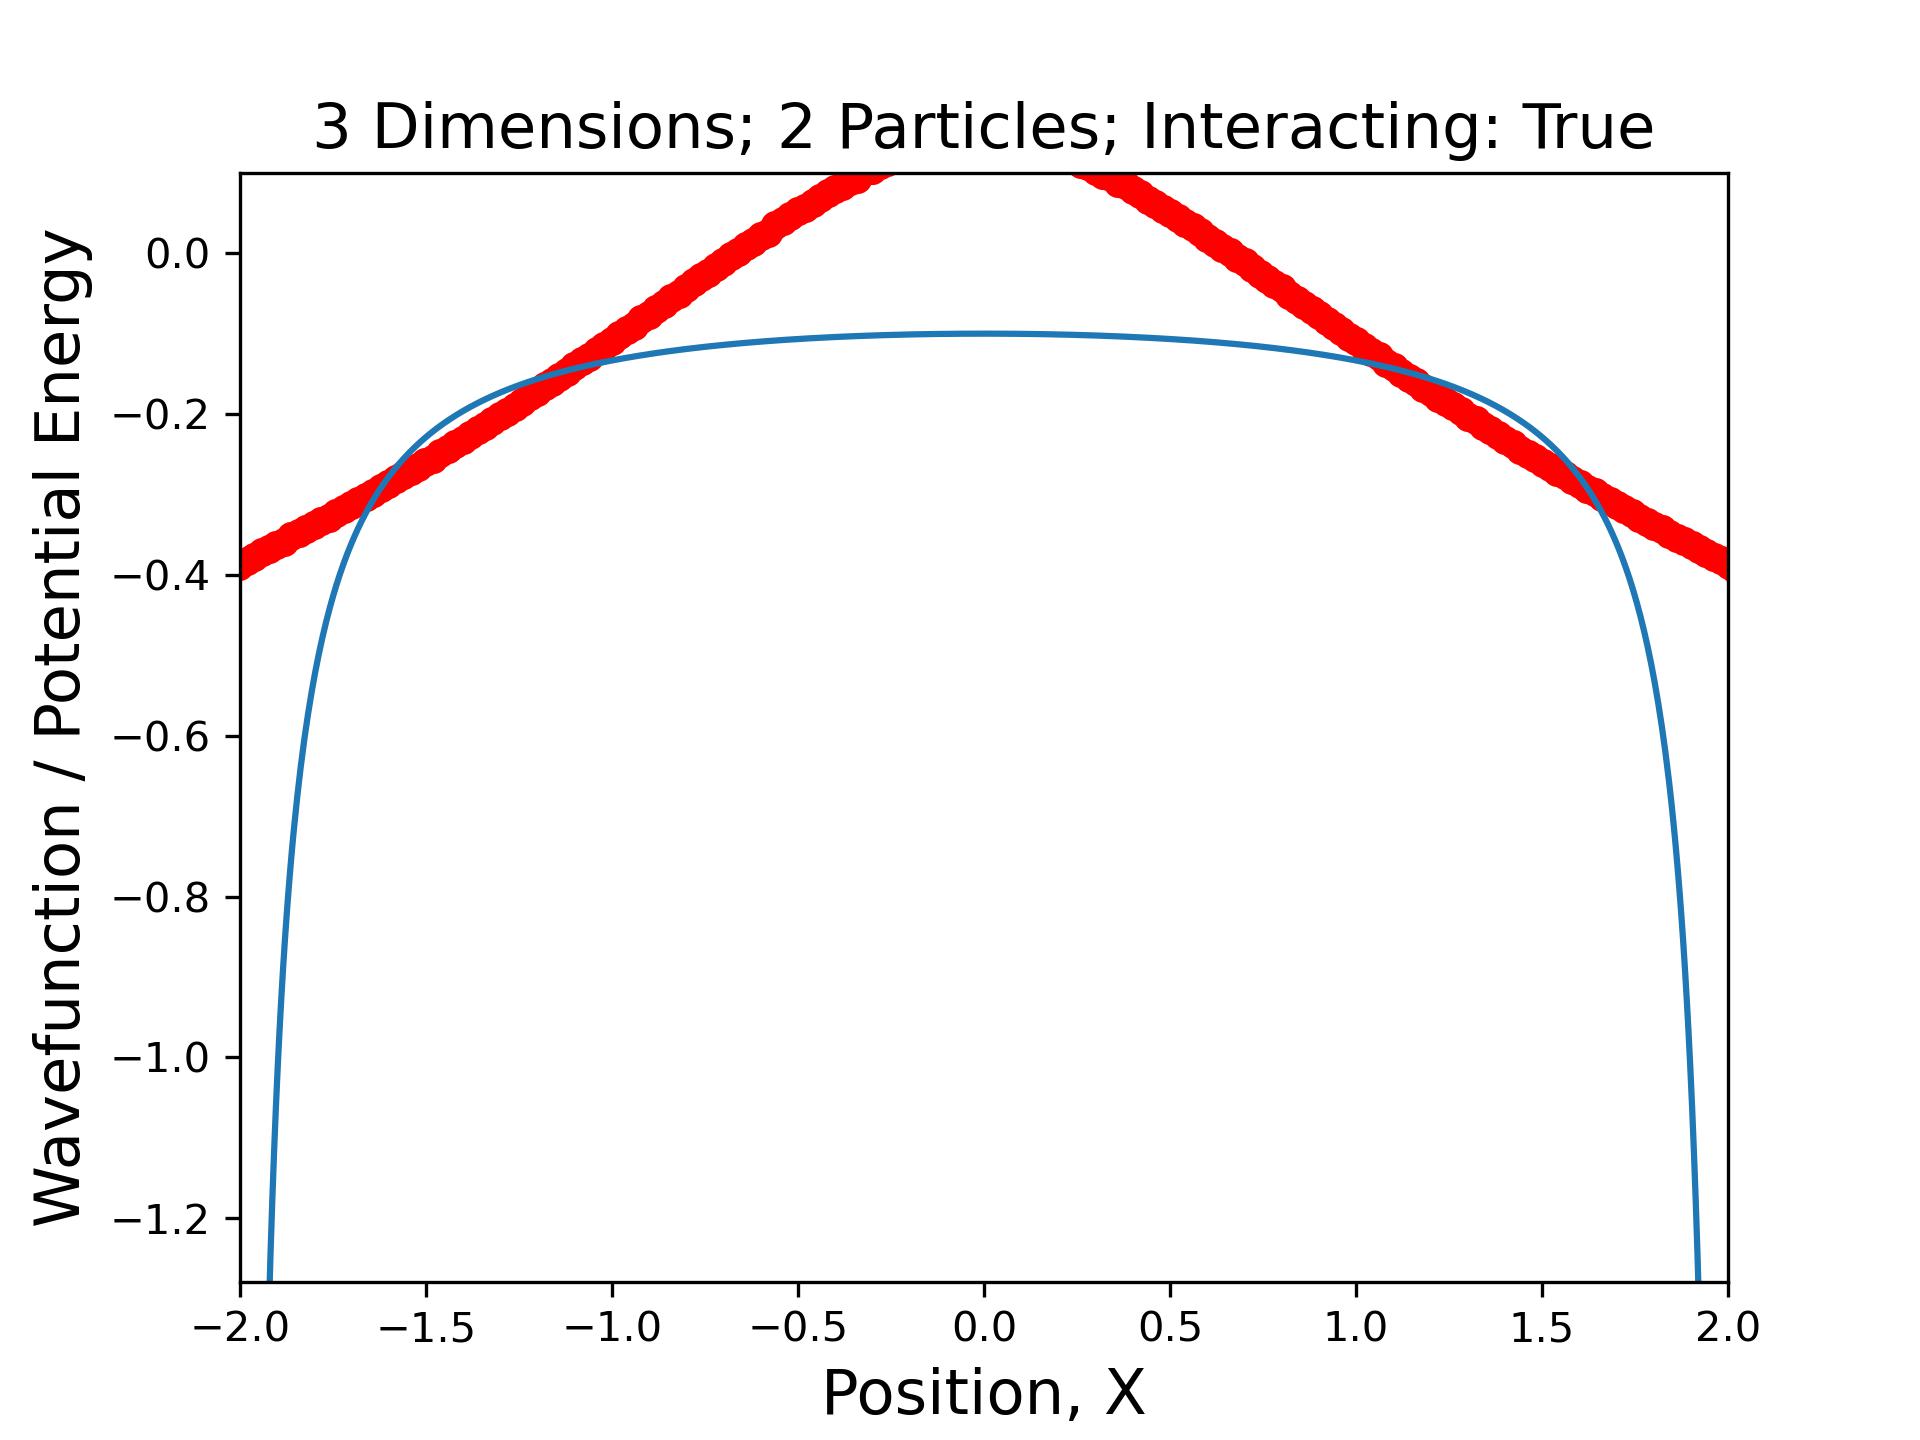 3 Dimensions; 2 Particles; Interacting: True
Wavefunction / Potential Energy
0.0
−0.2
−0.4
−0.6
−0.8
−1.0
−1.2
−2.0 −1.5 −1.0 −0.5 0.0 0.5 1.0 1.5 2.0
Position, X